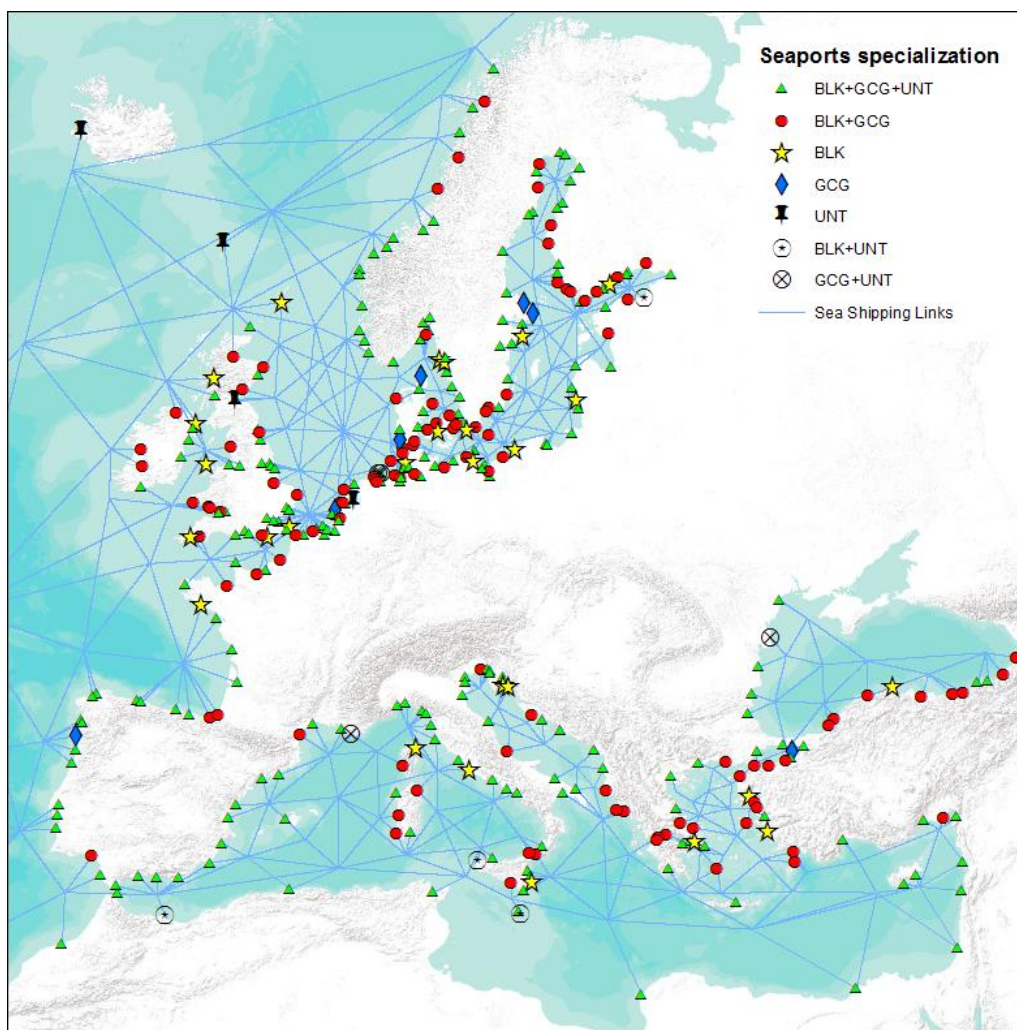 Seaports specialization
BLK+GCG+UNT
BLK+GCG
BLK
GCG
UNT
BLK+UNT
GCG+UNT
Sea Shipping Links